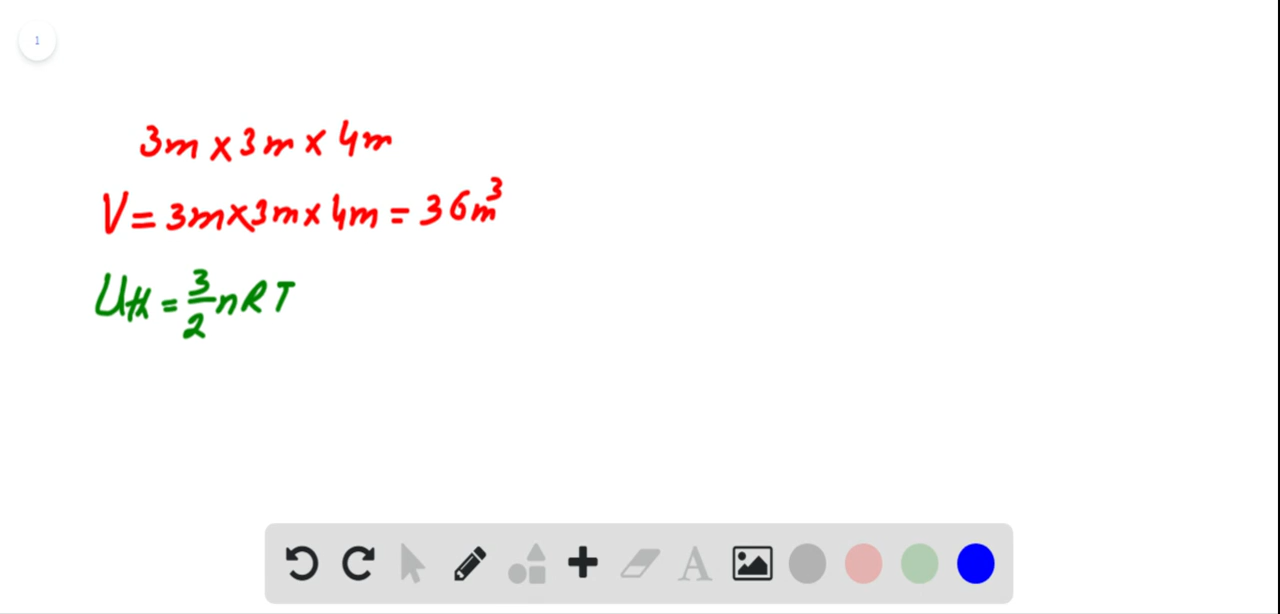 1
3m x 3m x 4m
V = 3m x 3m x 4m = 36m³
Uth = 3/2 nRT
A